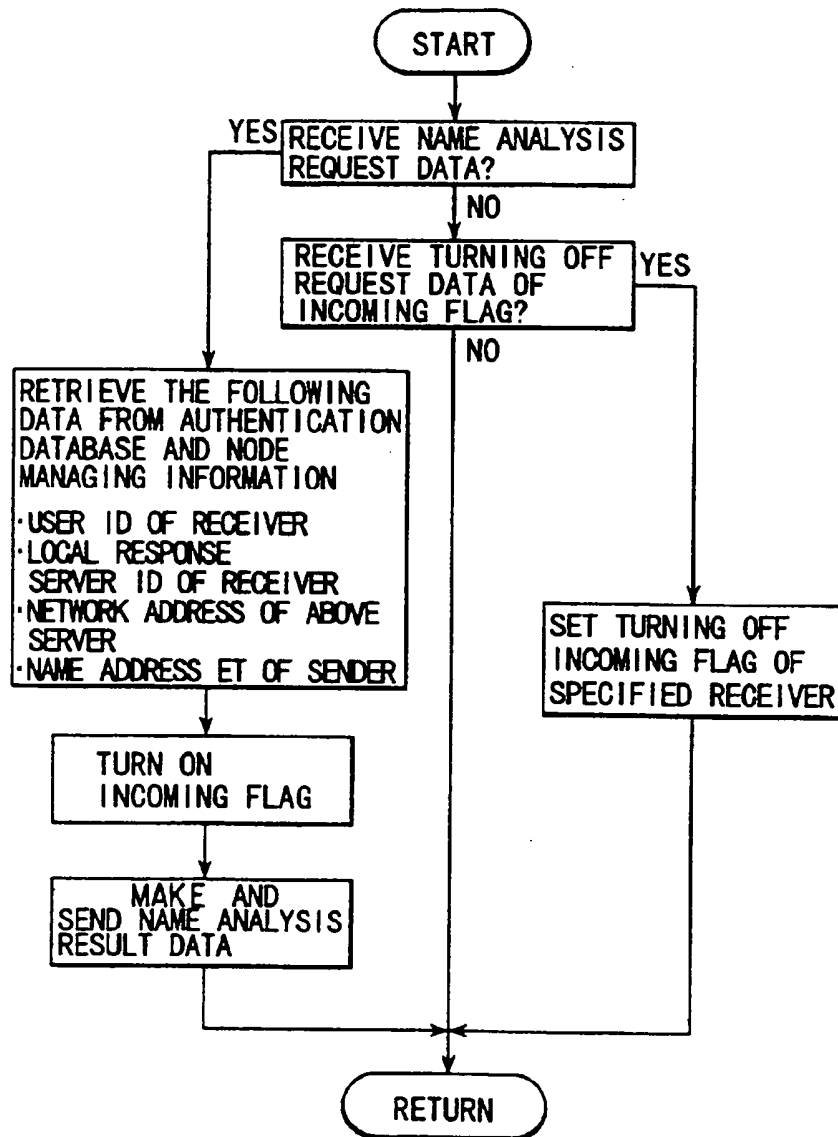 START
YES
RECEIVE NAME ANALYSIS
REQUEST DATA?
NO
RECEIVE TURNING OFF
REQUEST DATA OF
INCOMING FLAG?
YES
NO
RETRIEVE THE FOLLOWING
DATA FROM AUTHENTICATION
DATABASE AND NODE
MANAGING INFORMATION
·USER ID OF RECEIVER
·LOCAL RESPONSE
SERVER ID OF RECEIVER
·NETWORK ADDRESS OF ABOVE
SERVER
·NAME ADDRESS ET OF SENDER
SET TURNING OFF
INCOMING FLAG OF
SPECIFIED RECEIVER
TURN ON
INCOMING FLAG
MAKE AND
SEND NAME ANALYSIS
RESULT DATA
RETURN